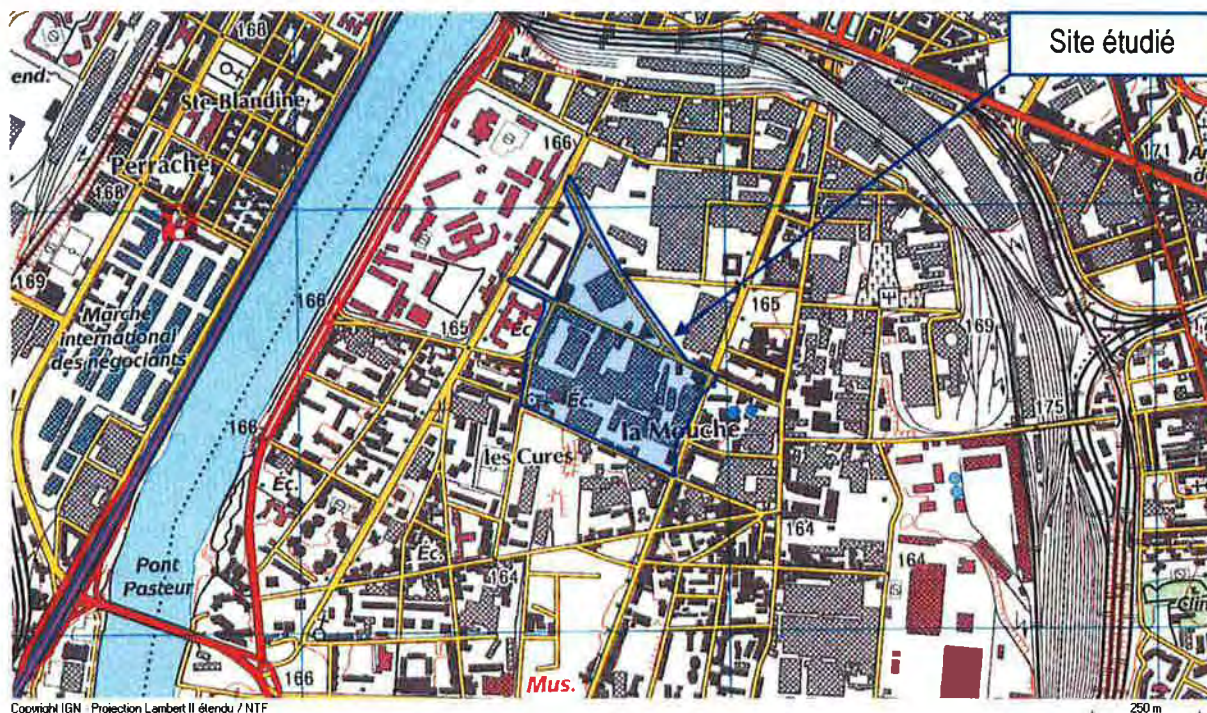 Site étudié
168
end.
Ste-Blandine
Perrache
168
166
171
169
Marché
international
des négociants
166
165
Éc.
165
169
175
Éc.
la Mouche
166
les Cures
Éc.
Éc.
164
164
164
Pont
Pasteur
166
Mus.
Copyright IGN - Projection Lambert II étendu / NTF
250 m